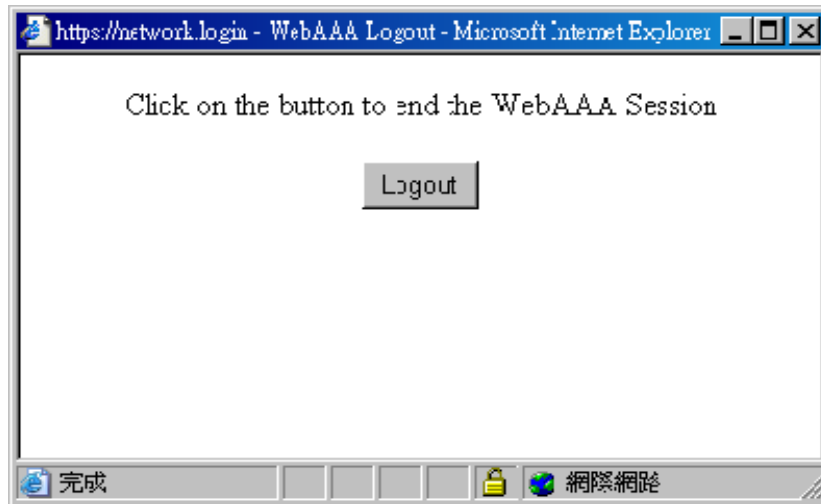 https://network.login - WebAAA Logout - Microsoft Internet Explorer
Click on the button to end the WebAAA Session
Logout
完成
網際網路